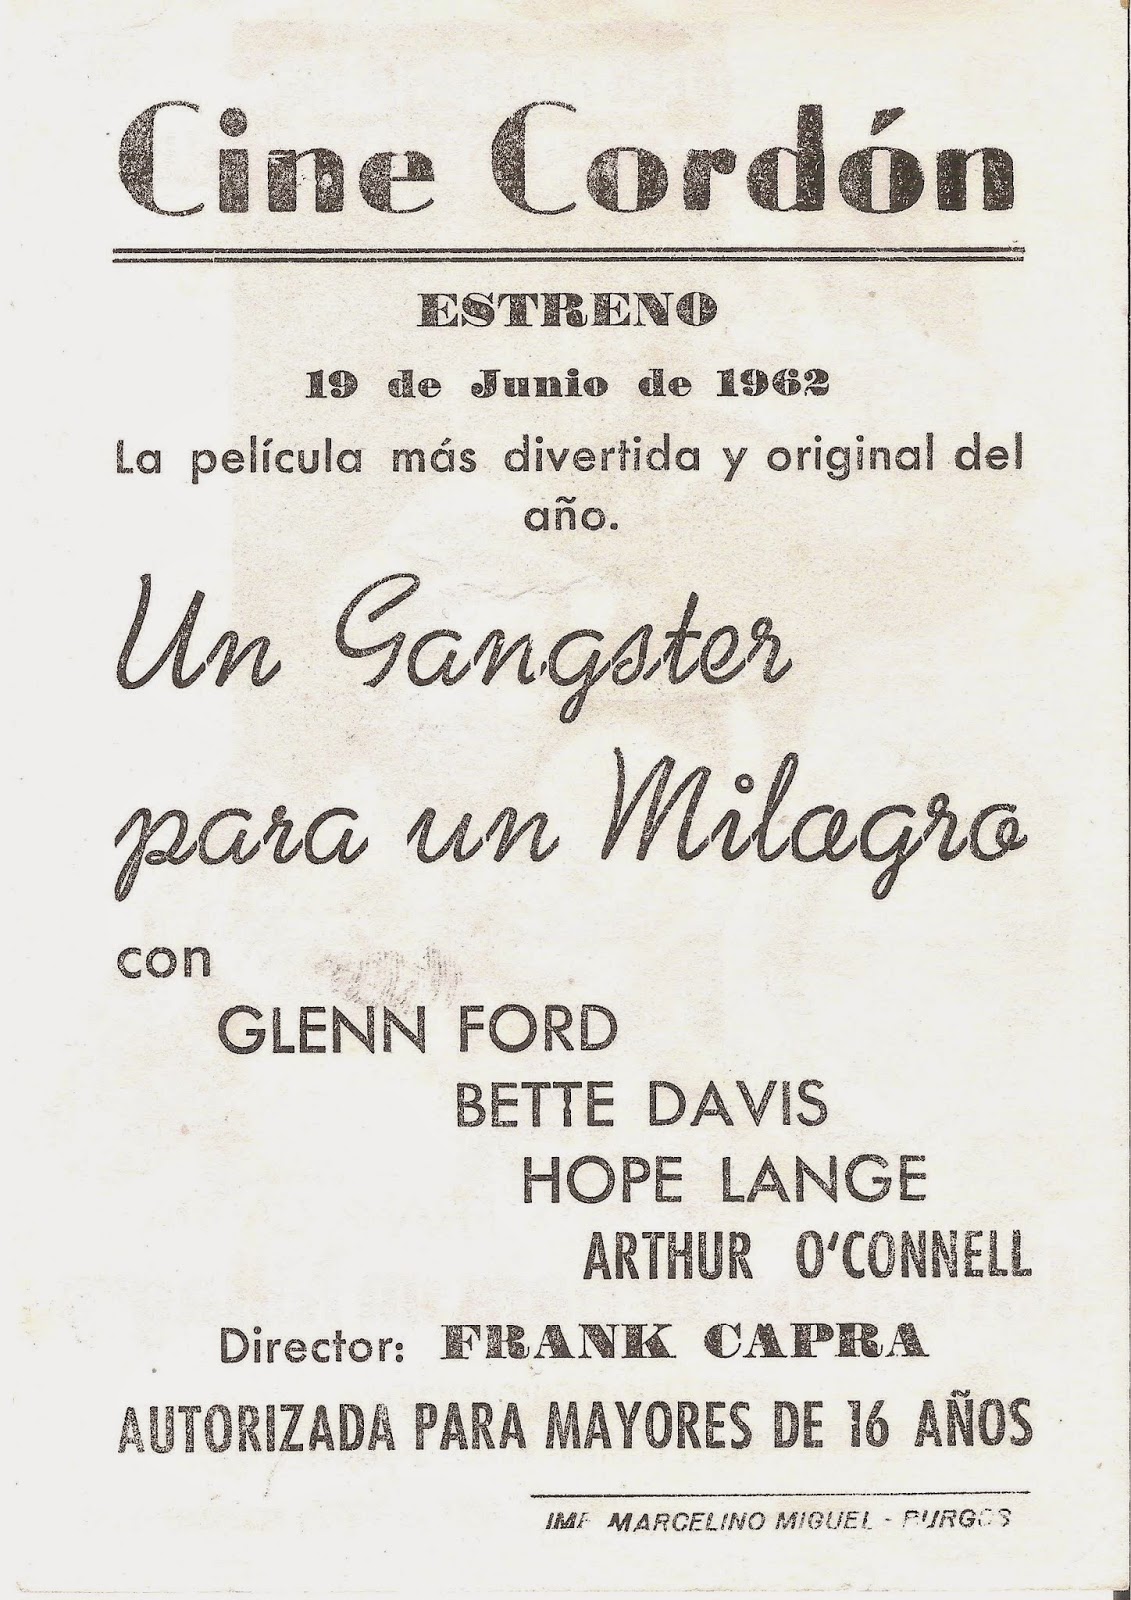 Cine Cordón
ESTRENO
19 de Junio de 1962
La película más divertida y original del
año.
Un Gangster
para un Milagro
con
GLENN FORD
BETTE DAVIS
HOPE LANGE
ARTHUR O'CONNELL
Director: FRANK CAPRA
AUTORIZADA PARA MAYORES DE 16 AÑOS
IMP MARCELINO MIGUEL - BURGOS